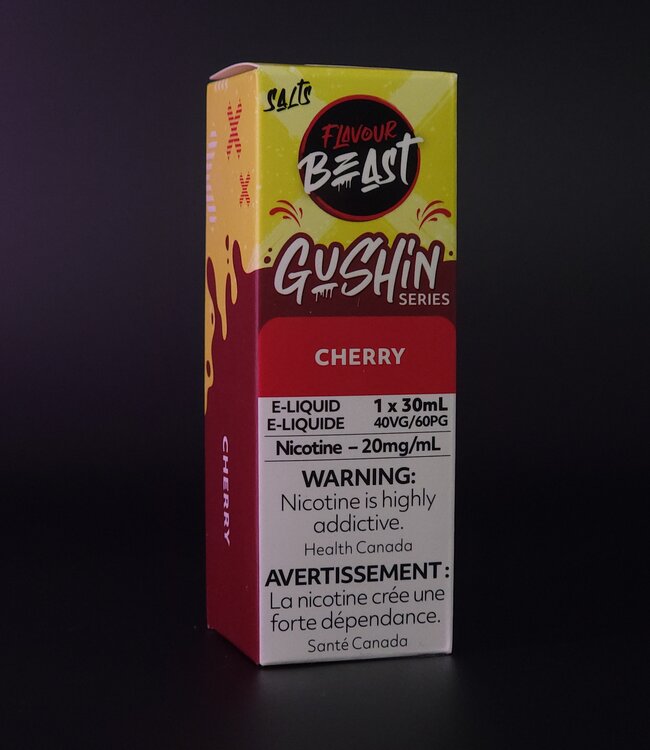 SALTS
FLAVOUR
BEAST
GUSHIN
SERIES
CHERRY
E-LIQUID 1 x 30mL
E-LIQUIDE 40VG/60PG
Nicotine – 20mg/mL
WARNING:
Nicotine is highly
addictive.
Health Canada
AVERTISSEMENT :
La nicotine crée une
forte dépendance.
Santé Canada
X
X
CHERRY